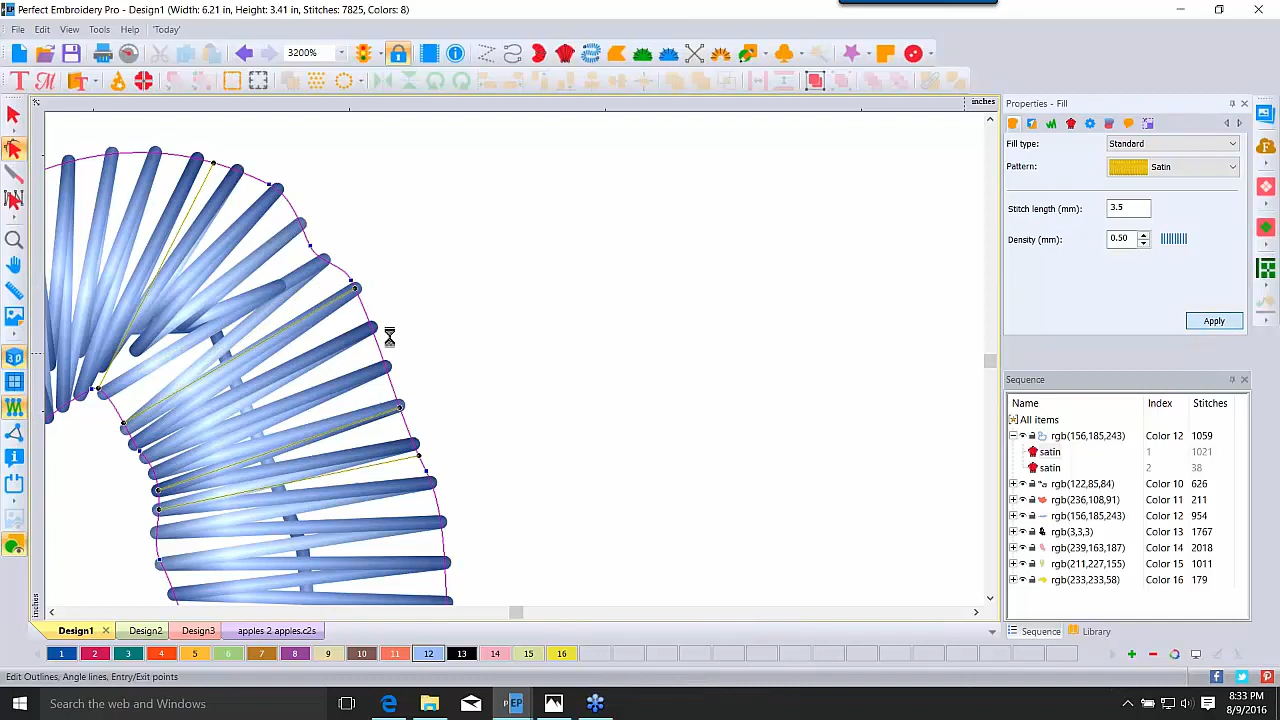 Perfect Embroidery Pro - Design1 (Width: 6.21 in, Height: 3.41 in, Stitches: 7825, Colors: 8)
File Edit View Tools Help 'Today'
3200%
inches
inches
3D
Properties - Fill
Fill type: Standard
Pattern: Satin
Stitch length (mm): 3.5
Density (mm): 0.50
Apply
Sequence
Name Index Stitches
All items
rgb(156,185,243) Color 12 1059
satin 1 1021
satin 2 38
rgb(122,85,84) Color 10 626
rgb(236,108,91) Color 11 211
rgb(156,185,243) Color 12 954
rgb(3,3,3) Color 13 1767
rgb(239,163,187) Color 14 2018
rgb(211,227,155) Color 15 1011
rgb(233,233,58) Color 16 179
Sequence Library
Design1 Design2 Design3 apples 2 apples.c2s
1 2 3 4 5 6 7 8 9 10 11 12 13 14 15 16
Edit Outlines, Angle lines, Entry/Exit points
Search the web and Windows
PEP
8:33 PM
8/9/2016